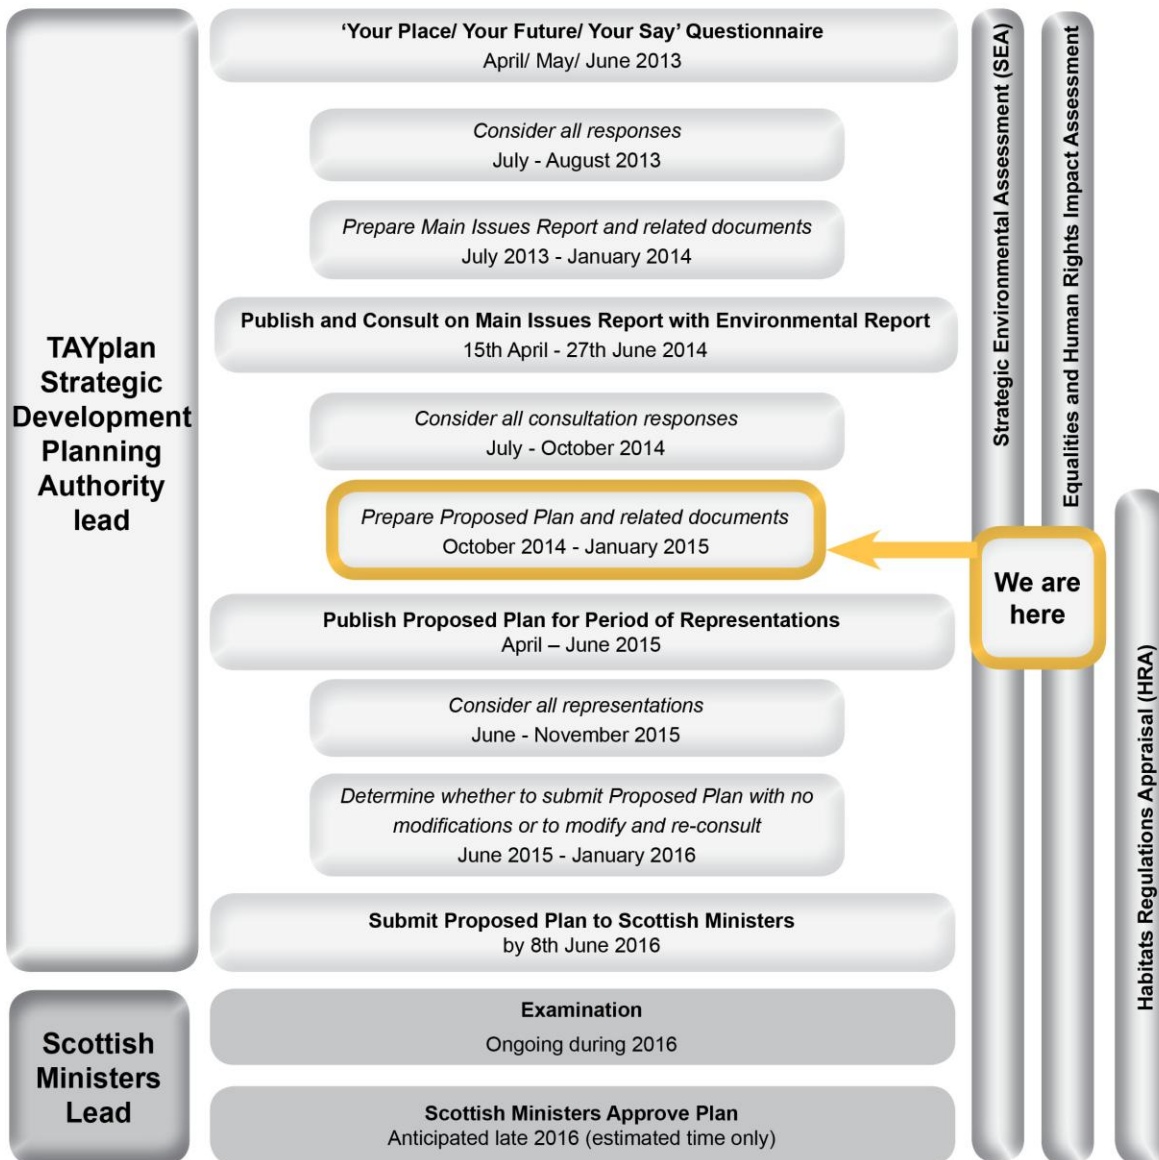 TAYplan
Strategic
Development
Planning
Authority
lead
‘Your Place/ Your Future/ Your Say’ Questionnaire
April/ May/ June 2013
Consider all responses
July - August 2013
Prepare Main Issues Report and related documents
July 2013 - January 2014
Publish and Consult on Main Issues Report with Environmental Report
15th April - 27th June 2014
Consider all consultation responses
July - October 2014
Prepare Proposed Plan and related documents
October 2014 - January 2015
Publish Proposed Plan for Period of Representations
April – June 2015
Consider all representations
June - November 2015
Determine whether to submit Proposed Plan with no
modifications or to modify and re-consult
June 2015 - January 2016
Submit Proposed Plan to Scottish Ministers
by 8th June 2016
Scottish
Ministers
Lead
Examination
Ongoing during 2016
Scottish Ministers Approve Plan
Anticipated late 2016 (estimated time only)
Strategic Environmental Assessment (SEA)
Equalities and Human Rights Impact Assessment
We are
here
Habitats Regulations Appraisal (HRA)